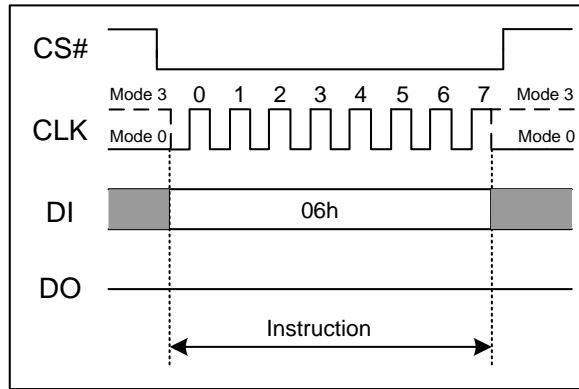 CS#
Mode 3 0 1 2 3 4 5 6 7 Mode 3
CLK
Mode 0 Mode 0
DI 06h
DO
Instruction